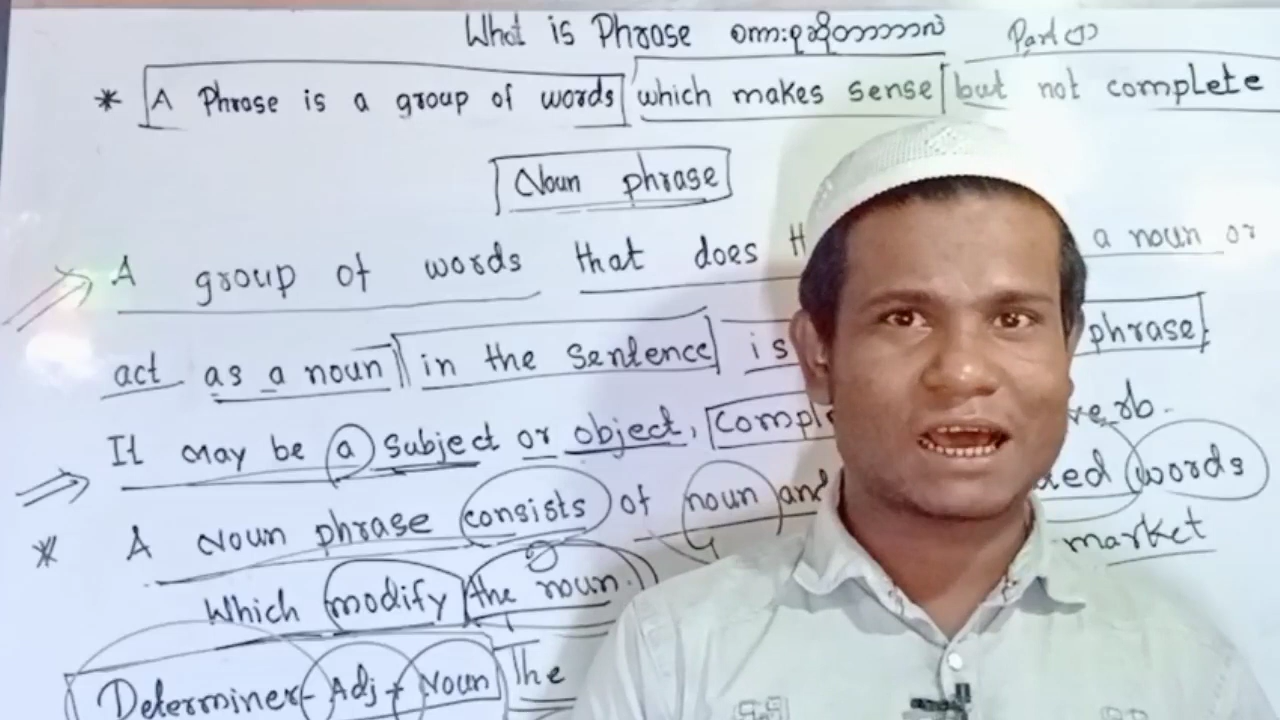 What is Phrase စကားစုဆိုတာဘာလဲ Part
* A Phrase is a group of words which makes sense but not complete
Noun phrase
A group of words that does a noun or
act as a noun in the sentence is phrase
It may be a subject or object, verb.
* A Noun phrase consists of noun and words
which modify the noun. market
Determiner - Adj + Noun The